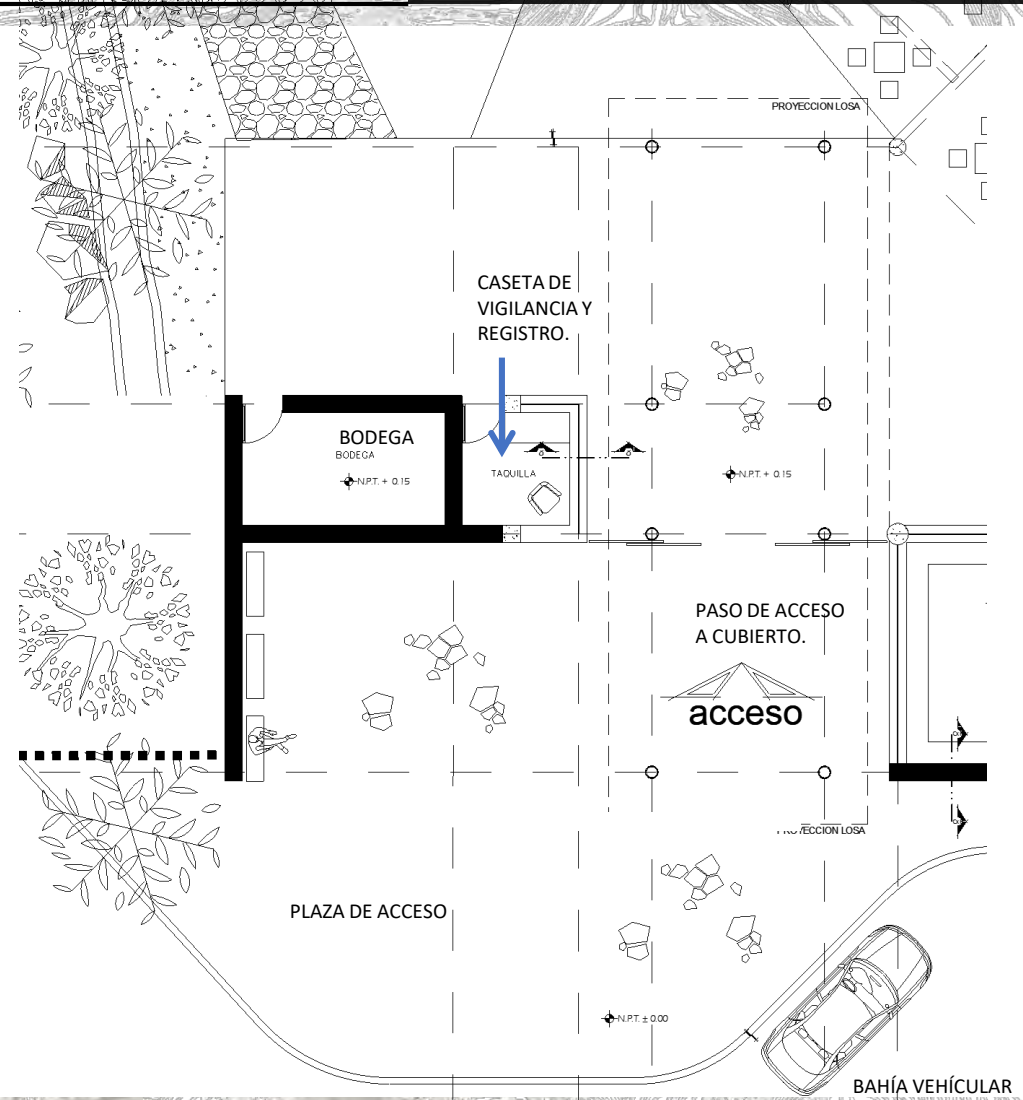 PROYECCION LOSA
CASETA DE
VIGILANCIA Y
REGISTRO.
BODEGA
BODEGA
N.P.T. + 0.15
TAQUILLA
N.P.T. + 0.15
PASO DE ACCESO
A CUBIERTO.
acceso
YECCION LOSA
PLAZA DE ACCESO
N.P.T. ± 0.00
BAHÍA VEHÍCULAR